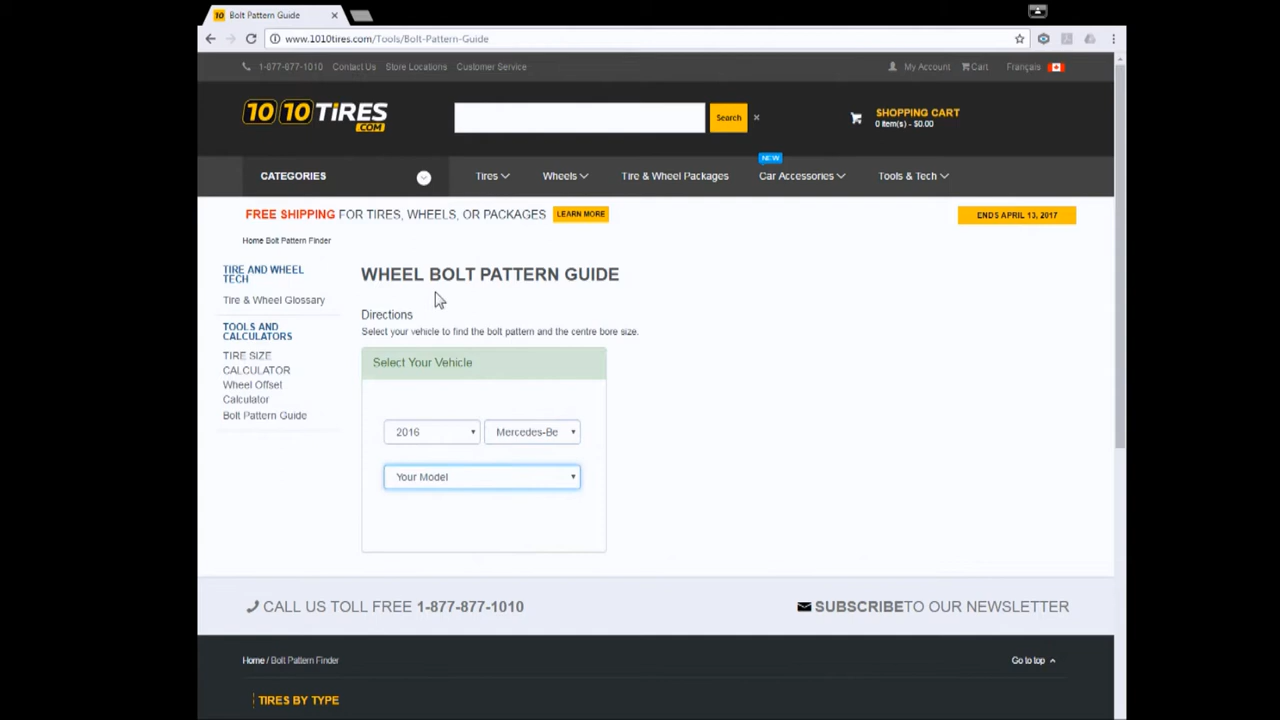 Bolt Pattern Guide
www.1010tires.com/Tools/Bolt-Pattern-Guide
1-877-877-1010 Contact Us Store Locations Customer Service My Account Cart Français
10 10 TIRES .COM
Search
SHOPPING CART
0 item(s) - $0.00
NEW
CATEGORIES Tires Wheels Tire & Wheel Packages Car Accessories Tools & Tech
FREE SHIPPING FOR TIRES, WHEELS, OR PACKAGES LEARN MORE ENDS APRIL 13, 2017
Home Bolt Pattern Finder
TIRE AND WHEEL
TECH
Tire & Wheel Glossary
TOOLS AND
CALCULATORS
TIRE SIZE
CALCULATOR
Wheel Offset
Calculator
Bolt Pattern Guide
WHEEL BOLT PATTERN GUIDE
Directions
Select your vehicle to find the bolt pattern and the centre bore size.
Select Your Vehicle
2016 Mercedes-Be
Your Model
CALL US TOLL FREE 1-877-877-1010 SUBSCRIBE TO OUR NEWSLETTER
Home / Bolt Pattern Finder Go to top
TIRES BY TYPE